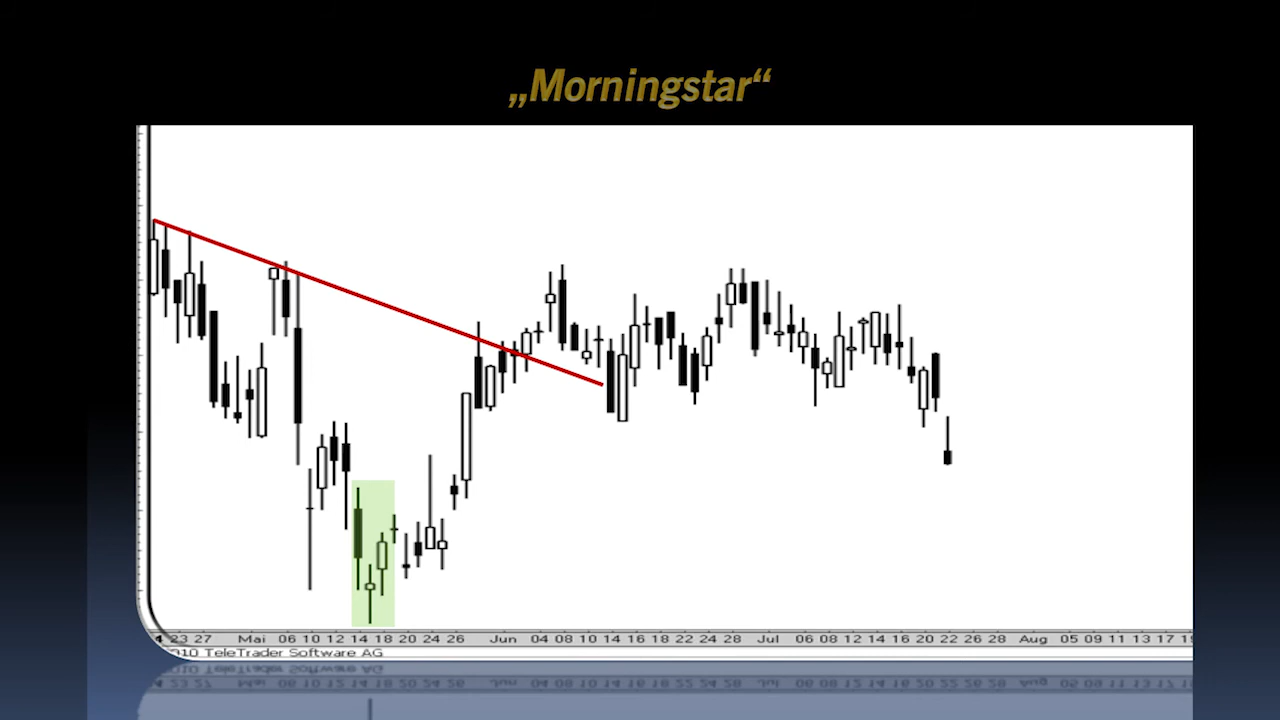 „Morningstar“
4 23 27 Mai 06 10 12 14 18 20 24 26 Jun 04 08 10 14 16 18 22 24 28 Jul 06 08 12 14 16 20 22 26 28 Aug 05 09 11 13 17
010 TeleTrader Software AG